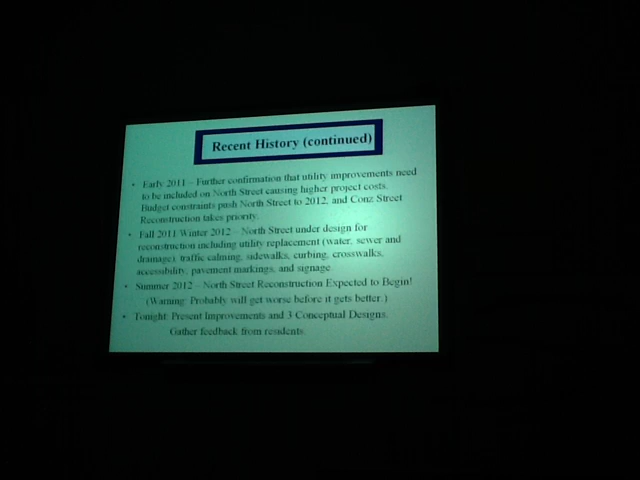 Recent History (continued)
• Early 2011 – Further confirmation that utility improvements need
to be included on North Street causing higher project costs.
Budget constraints push North Street to 2012, and Conz Street
Reconstruction takes priority.
• Fall 2011/Winter 2012 – North Street under design for
reconstruction including utility replacement (water, sewer and
drainage), traffic calming, sidewalks, curbing, crosswalks,
accessibility, pavement markings, and signage.
• Summer 2012 – North Street Reconstruction Expected to Begin!
(Warning: Probably will get worse before it gets better.)
• Tonight: Present Improvements and 3 Conceptual Designs.
Gather feedback from residents.